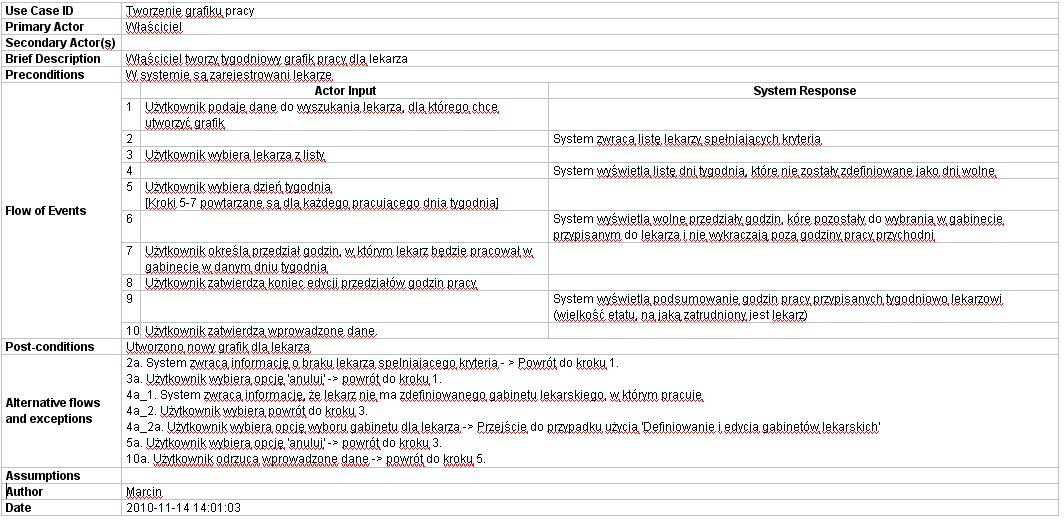 Use Case ID Tworzenie grafiku pracy
Primary Actor Właściciel
Secondary Actor(s)
Brief Description Właściciel tworzy tygodniowy grafik pracy dla lekarza
Preconditions W systemie są zarejestrowani lekarze
Actor Input System Response
1 Użytkownik podaje dane do wyszukania lekarza, dla którego chce
utworzyć grafik
2 System zwraca listę lekarzy spełniających kryteria
3 Użytkownik wybiera lekarza z listy
4 System wyświetla listę dni tygodnia, które nie zostały zdefiniowane jako dni wolne
5 Użytkownik wybiera dzień tygodnia
[Kroki 5-7 powtarzane są dla każdego pracującego dnia tygodnia]
Flow of Events
6 System wyświetla wolne przedziały godzin, kóre pozostały do wybrania w gabinecie
przypisanym do lekarza i nie wykraczają poza godziny pracy przychodni
7 Użytkownik określa przedział godzin, w którym lekarz będzie pracował w
gabinecie w danym dniu tygodnia
8 Użytkownik zatwierdza koniec edycji przedziałów godzin pracy
9 System wyświetla podsumowanie godzin pracy przypisanych tygodniowo lekarzowi
(wielkość etatu, na jaką zatrudniony jest lekarz)
10 Użytkownik zatwierdza wprowadzone dane.
Post-conditions Utworzono nowy grafik dla lekarza
Alternative flows
and exceptions
2a. System zwraca informację o braku lekarza spelniajacego kryteria - > Powrót do kroku 1.
3a. Użytkownik wybiera opcję 'anuluj' -> powrót do kroku 1.
4a_1. System zwraca informację, że lekarz nie ma zdefiniowanego gabinetu lekarskiego, w którym pracuje
4a_2. Użytkownik wybiera powrót do kroku 3.
4a_2a. Użytkownik wybiera opcję wyboru gabinetu dla lekarza -> Przejście do przypadku użycia 'Definiowanie i edycja gabinetów lekarskich'
5a. Użytkownik wybiera opcję 'anuluj' -> powrót do kroku 3.
10a. Użytkownik odrzuca wprowadzone dane -> powrót do kroku 5.
Assumptions
Author Marcin
Date 2010-11-14 14:01:03